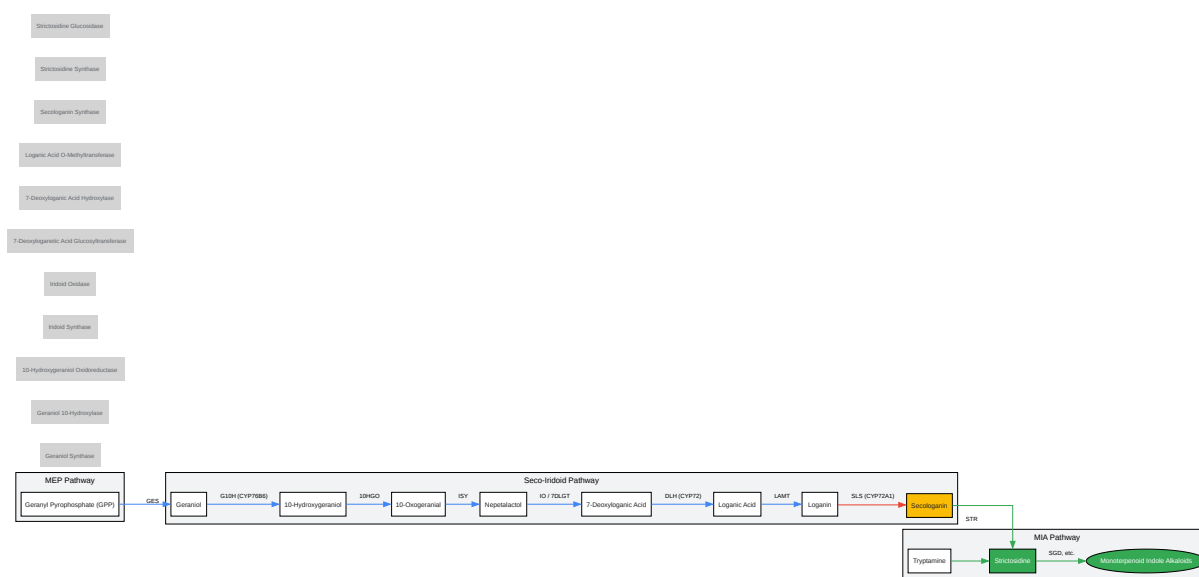 Strictosidine Glucosidase
Strictosidine Synthase
Secologanin Synthase
Loganic Acid O-Methyltransferase
7-Deoxyloganic Acid Hydroxylase
7-Deoxyloganetic Acid Glucosyltransferase
Iridoid Oxidase
Iridoid Synthase
10-Hydroxygeraniol Oxidoreductase
Geraniol 10-Hydroxylase
Geraniol Synthase
MEP Pathway
Geranyl Pyrophosphate (GPP)
GES
Seco-Iridoid Pathway
Geraniol
G10H (CYP76B6)
10-Hydroxygeraniol
10HGO
10-Oxogeranial
ISY
Nepetalactol
IO / 7DLGT
7-Deoxyloganic Acid
DLH (CYP72)
Loganic Acid
LAMT
Loganin
SLS (CYP72A1)
Secologanin
STR
MIA Pathway
Tryptamine
Strictosidine
SGD, etc.
Monoterpenoid Indole Alkaloids